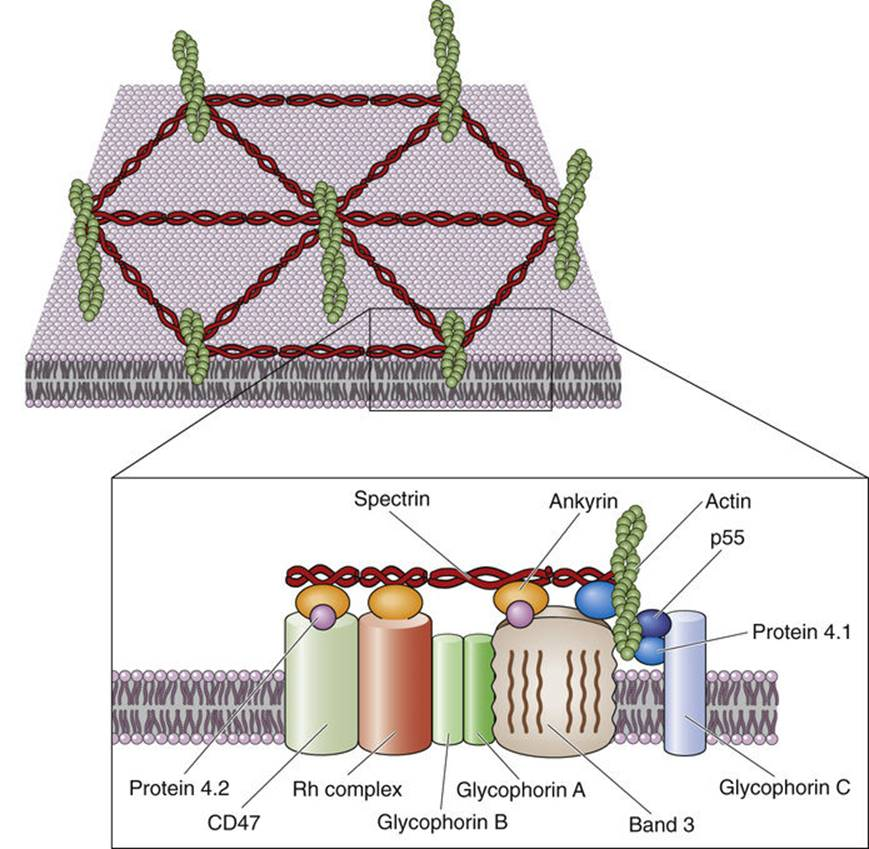 Spectrin
Ankyrin
Actin
p55
Protein 4.1
Protein 4.2
Rh complex
Glycophorin A
Glycophorin C
CD47
Glycophorin B
Band 3